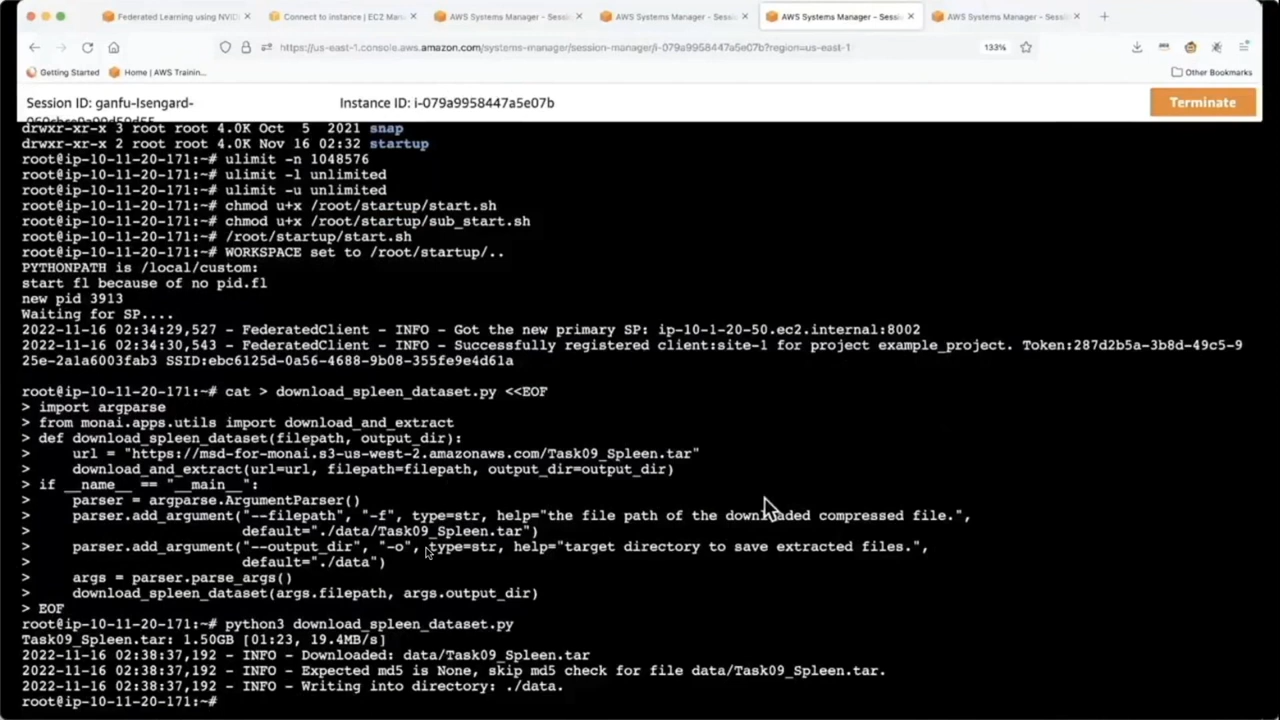 Federated Learning using NVIDI
Connect to instance | EC2 Mana
AWS Systems Manager - Sessi
AWS Systems Manager - Sessi
AWS Systems Manager - Sessi
AWS Systems Manager - Sessi
https://us-east-1.console.aws.amazon.com/systems-manager/session-manager/i-079a9958447a5e07b?region=us-east-1
133%
Getting Started
Home | AWS Trainin...
Other Bookmarks
Session ID: ganfu-Isengard-
Instance ID: i-079a9958447a5e07b
Terminate
drwxr-xr-x 3 root root 4.0K Oct  5  2021 snap
drwxr-xr-x 2 root root 4.0K Nov 16 02:32 startup
root@ip-10-11-20-171:~# ulimit -n 1048576
root@ip-10-11-20-171:~# ulimit -l unlimited
root@ip-10-11-20-171:~# ulimit -u unlimited
root@ip-10-11-20-171:~# chmod u+x /root/startup/start.sh
root@ip-10-11-20-171:~# chmod u+x /root/startup/sub_start.sh
root@ip-10-11-20-171:~# /root/startup/start.sh
root@ip-10-11-20-171:~# WORKSPACE set to /root/startup/..
PYTHONPATH is /local/custom:
start fl because of no pid.fl
new pid 3913
Waiting for SP....
2022-11-16 02:34:29,527 - FederatedClient - INFO - Got the new primary SP: ip-10-1-20-50.ec2.internal:8002
2022-11-16 02:34:30,543 - FederatedClient - INFO - Successfully registered client:site-1 for project example_project. Token:287d2b5a-3b8d-49c5-9
25e-2a1a6003fab3 SSID:ebc6125d-0a56-4688-9b08-355fe9e4d61a
root@ip-10-11-20-171:~# cat > download_spleen_dataset.py <<EOF
> import argparse
> from monai.apps.utils import download_and_extract
> def download_spleen_dataset(filepath, output_dir):
>     url = "https://msd-for-monai.s3-us-west-2.amazonaws.com/Task09_Spleen.tar"
>     download_and_extract(url=url, filepath=filepath, output_dir=output_dir)
> if __name__ == "__main__":
>     parser = argparse.ArgumentParser()
>     parser.add_argument("--filepath", "-f", type=str, help="the file path of the downloaded compressed file.",
>                         default="./data/Task09_Spleen.tar")
>     parser.add_argument("--output_dir", "-o", type=str, help="target directory to save extracted files.",
>                         default="./data")
>     args = parser.parse_args()
>     download_spleen_dataset(args.filepath, args.output_dir)
> EOF
root@ip-10-11-20-171:~# python3 download_spleen_dataset.py
Task09_Spleen.tar: 1.50GB [01:23, 19.4MB/s]
2022-11-16 02:38:37,192 - INFO - Downloaded: data/Task09_Spleen.tar
2022-11-16 02:38:37,192 - INFO - Expected md5 is None, skip md5 check for file data/Task09_Spleen.tar.
2022-11-16 02:38:37,192 - INFO - Writing into directory: ./data.
root@ip-10-11-20-171:~#